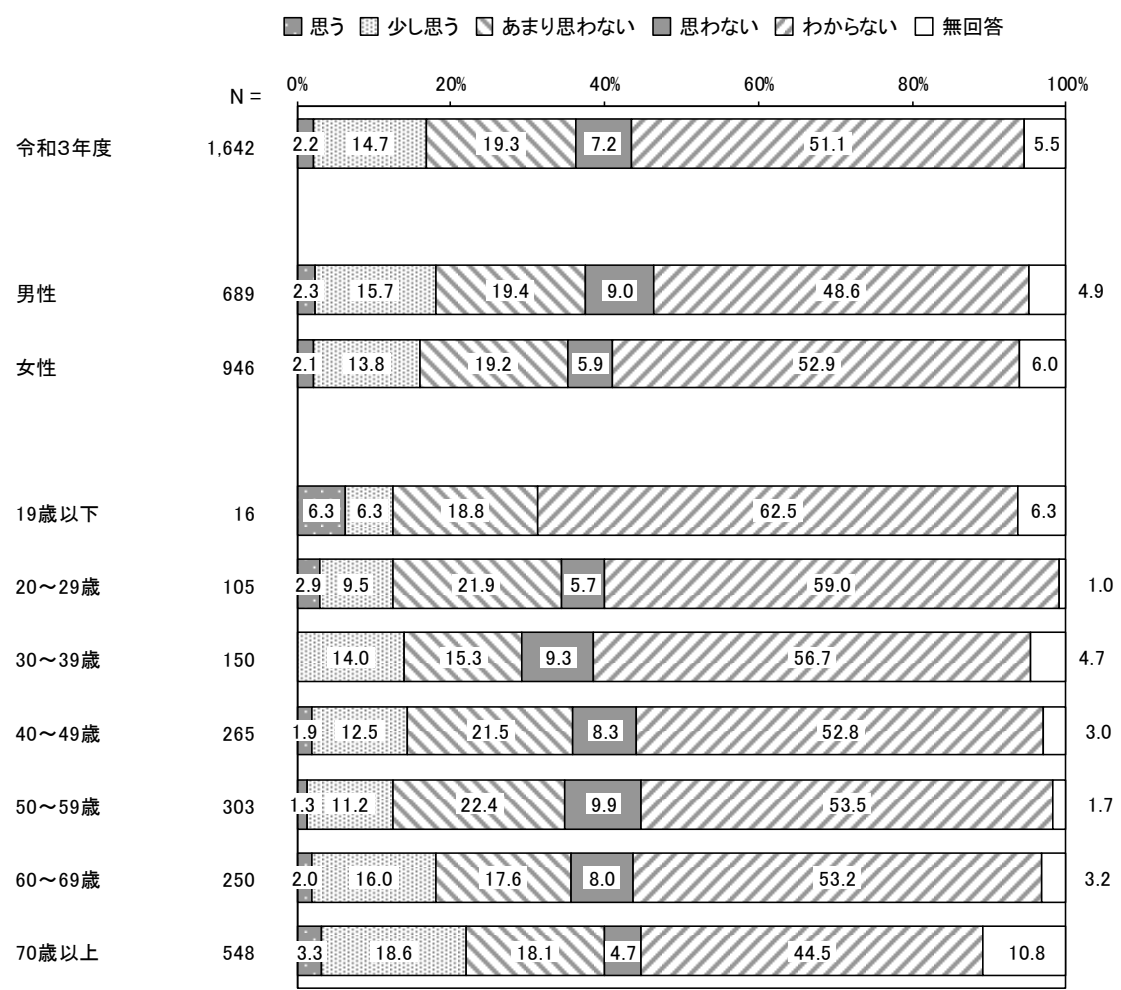 思う 少し思う あまり思わない 思わない わからない 無回答
N = 0% 20% 40% 60% 80% 100%
令和3年度 1,642 2.2 14.7 19.3 7.2 51.1 5.5
男性 689 2.3 15.7 19.4 9.0 48.6 4.9
女性 946 2.1 13.8 19.2 5.9 52.9 6.0
19歳以下 16 6.3 6.3 18.8 62.5 6.3
20～29歳 105 2.9 9.5 21.9 5.7 59.0 1.0
30～39歳 150 14.0 15.3 9.3 56.7 4.7
40～49歳 265 1.9 12.5 21.5 8.3 52.8 3.0
50～59歳 303 1.3 11.2 22.4 9.9 53.5 1.7
60～69歳 250 2.0 16.0 17.6 8.0 53.2 3.2
70歳以上 548 3.3 18.6 18.1 4.7 44.5 10.8